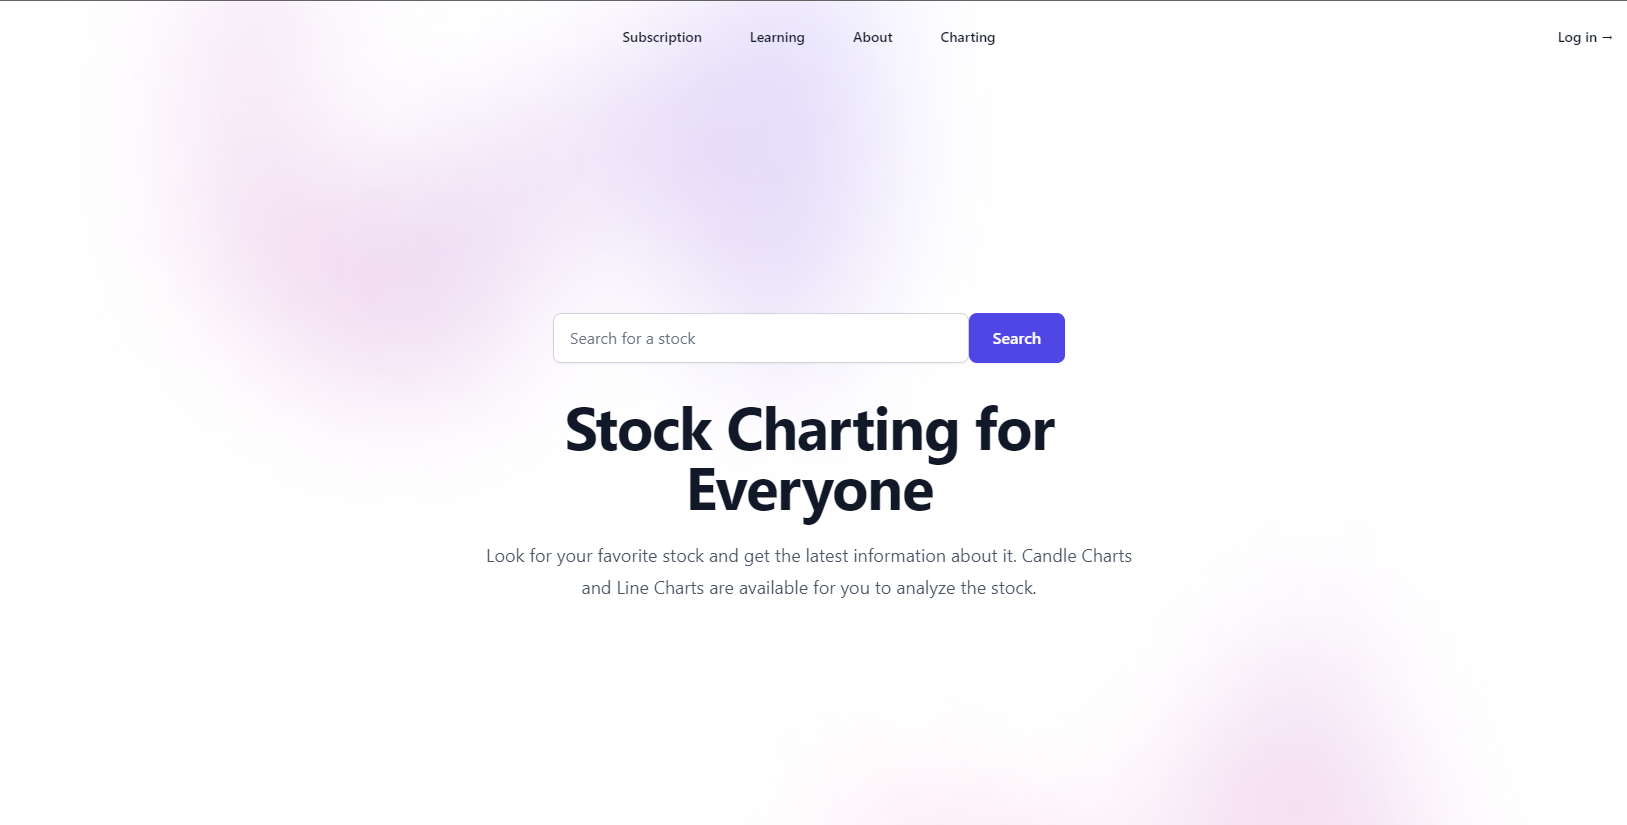 Subscription Learning About Charting Log in →
Search for a stock Search
Stock Charting for
Everyone
Look for your favorite stock and get the latest information about it. Candle Charts
and Line Charts are available for you to analyze the stock.